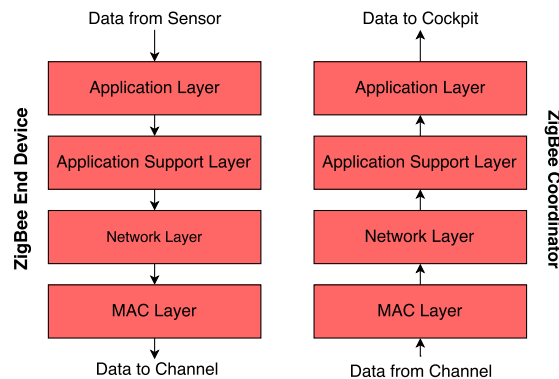 Data from Sensor
Application Layer
Application Support Layer
Network Layer
MAC Layer
Data to Channel
ZigBee End Device
Data to Cockpit
Application Layer
Application Support Layer
Network Layer
MAC Layer
Data from Channel
ZigBee Coordinator